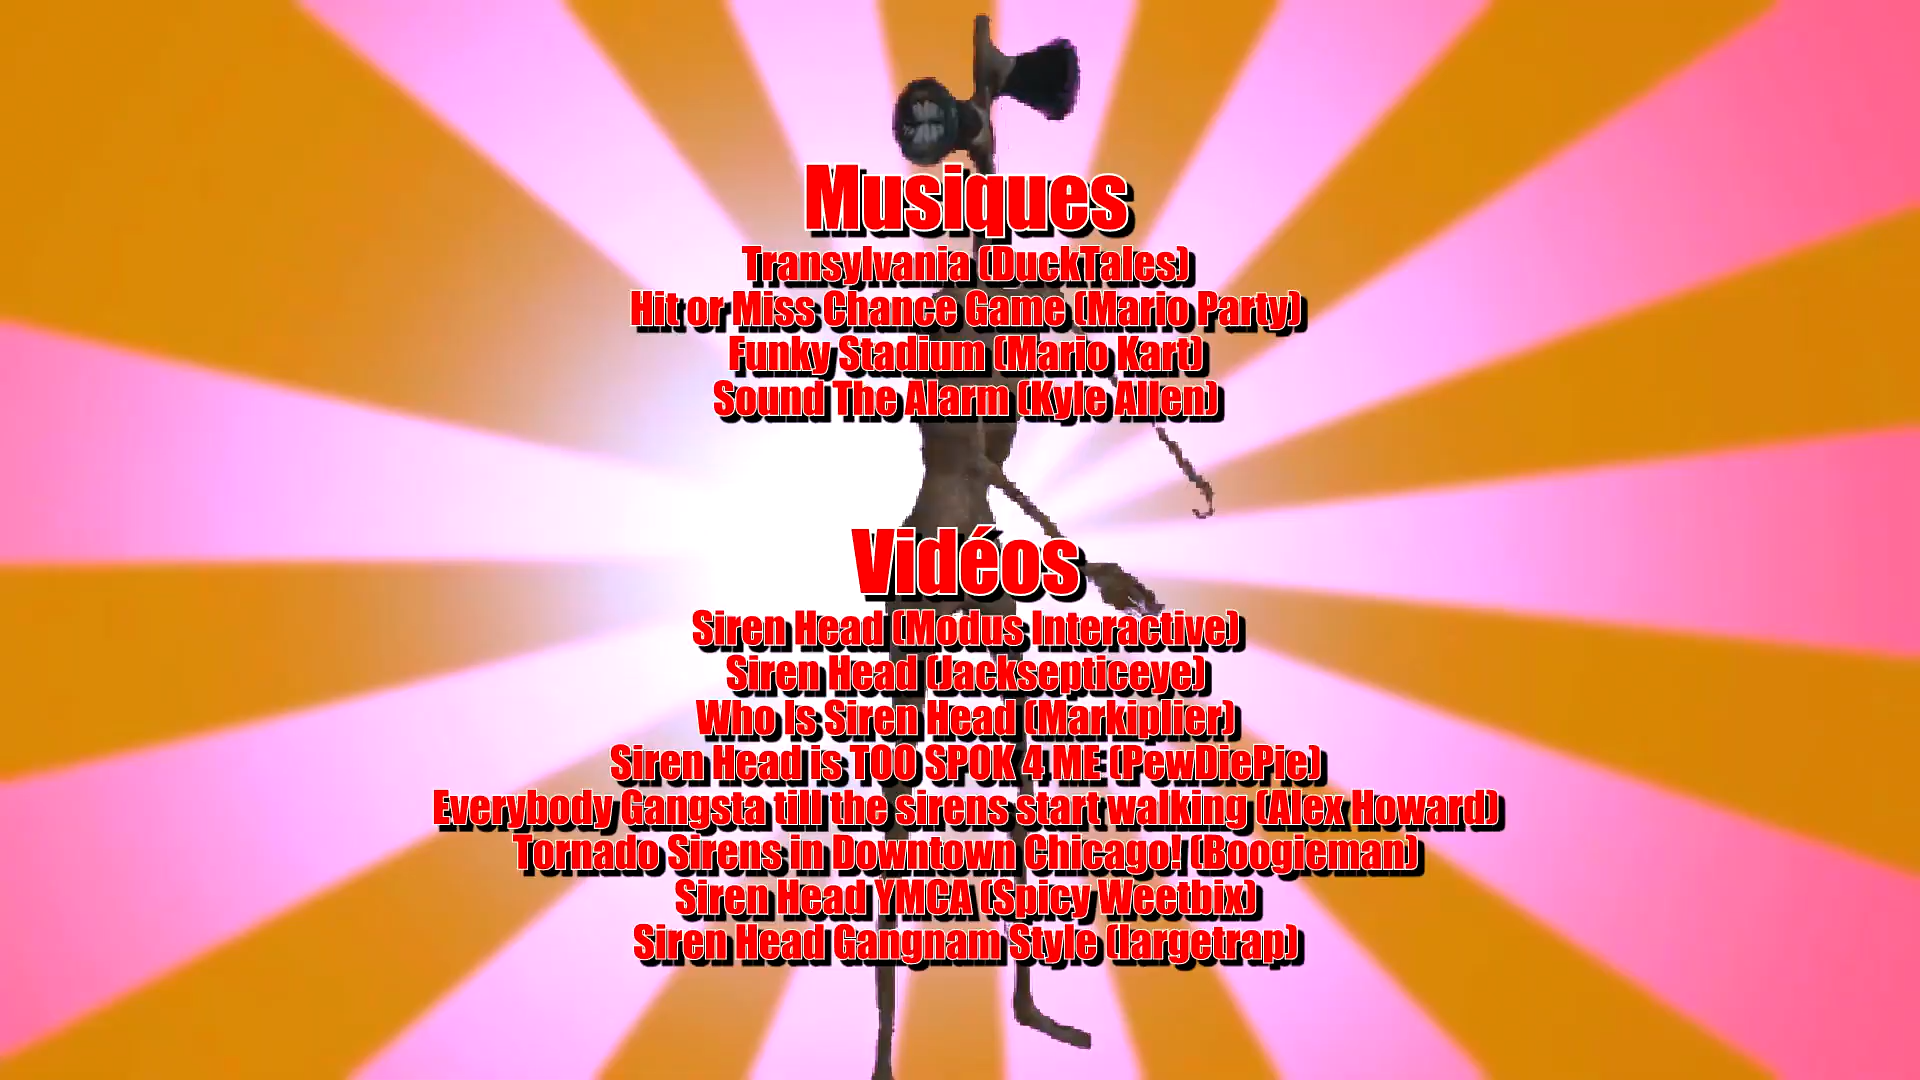 Musiques
Transylvania (DuckTales)
Hit or Miss Chance Game (Mario Party)
Funky Stadium (Mario Kart)
Sound The Alarm (Kyle Allen)
Vidéos
Siren Head (Modus Interactive)
Siren Head (Jacksepticeye)
Who Is Siren Head (Markiplier)
Siren Head is TOO SPOK 4 ME (PewDiePie)
Everybody Gangsta till the sirens start walking (Alex Howard)
Tornado Sirens in Downtown Chicago! (Boogieman)
Siren Head YMCA (Spicy Weetbix)
Siren Head Gangnam Style (largetrap)